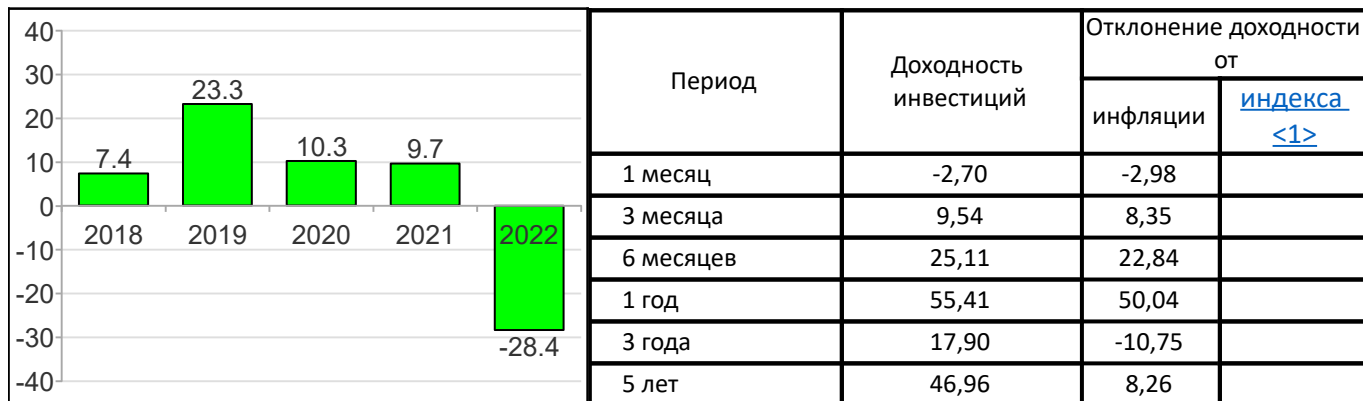 40
30
20
10
0
-10
-20
-30
-40
7.4
23.3
10.3
9.7
-28.4
2018
2019
2020
2021
2022
Период
Доходность
инвестиций
Отклонение доходности
от
инфляции
индекса
<1>
1 месяц -2,70 -2,98
3 месяца 9,54 8,35
6 месяцев 25,11 22,84
1 год 55,41 50,04
3 года 17,90 -10,75
5 лет 46,96 8,26